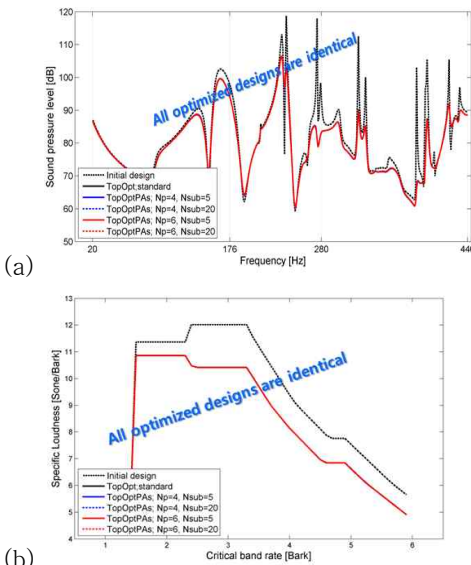 (a)
Sound pressure level [dB]
120
110
100
90
80
70
60
50
All optimized designs are identical
Initial design
TopOpt;standard
TopOptPAs; Np=4, Nsub=5
TopOptPAs; Np=4, Nsub=20
TopOptPAs; Np=6, Nsub=5
TopOptPAs; Np=6, Nsub=20
20 176 280 440
Frequency [Hz]
(b)
Specific Loudness [Sone/Bark]
13
12
11
10
9
8
7
6
5
4
All optimized designs are identical
Initial design
TopOpt;standard
TopOptPAs; Np=4, Nsub=5
TopOptPAs; Np=4, Nsub=20
TopOptPAs; Np=6, Nsub=5
TopOptPAs; Np=6, Nsub=20
1 2 3 4 5 6
Critical band rate [Bark]